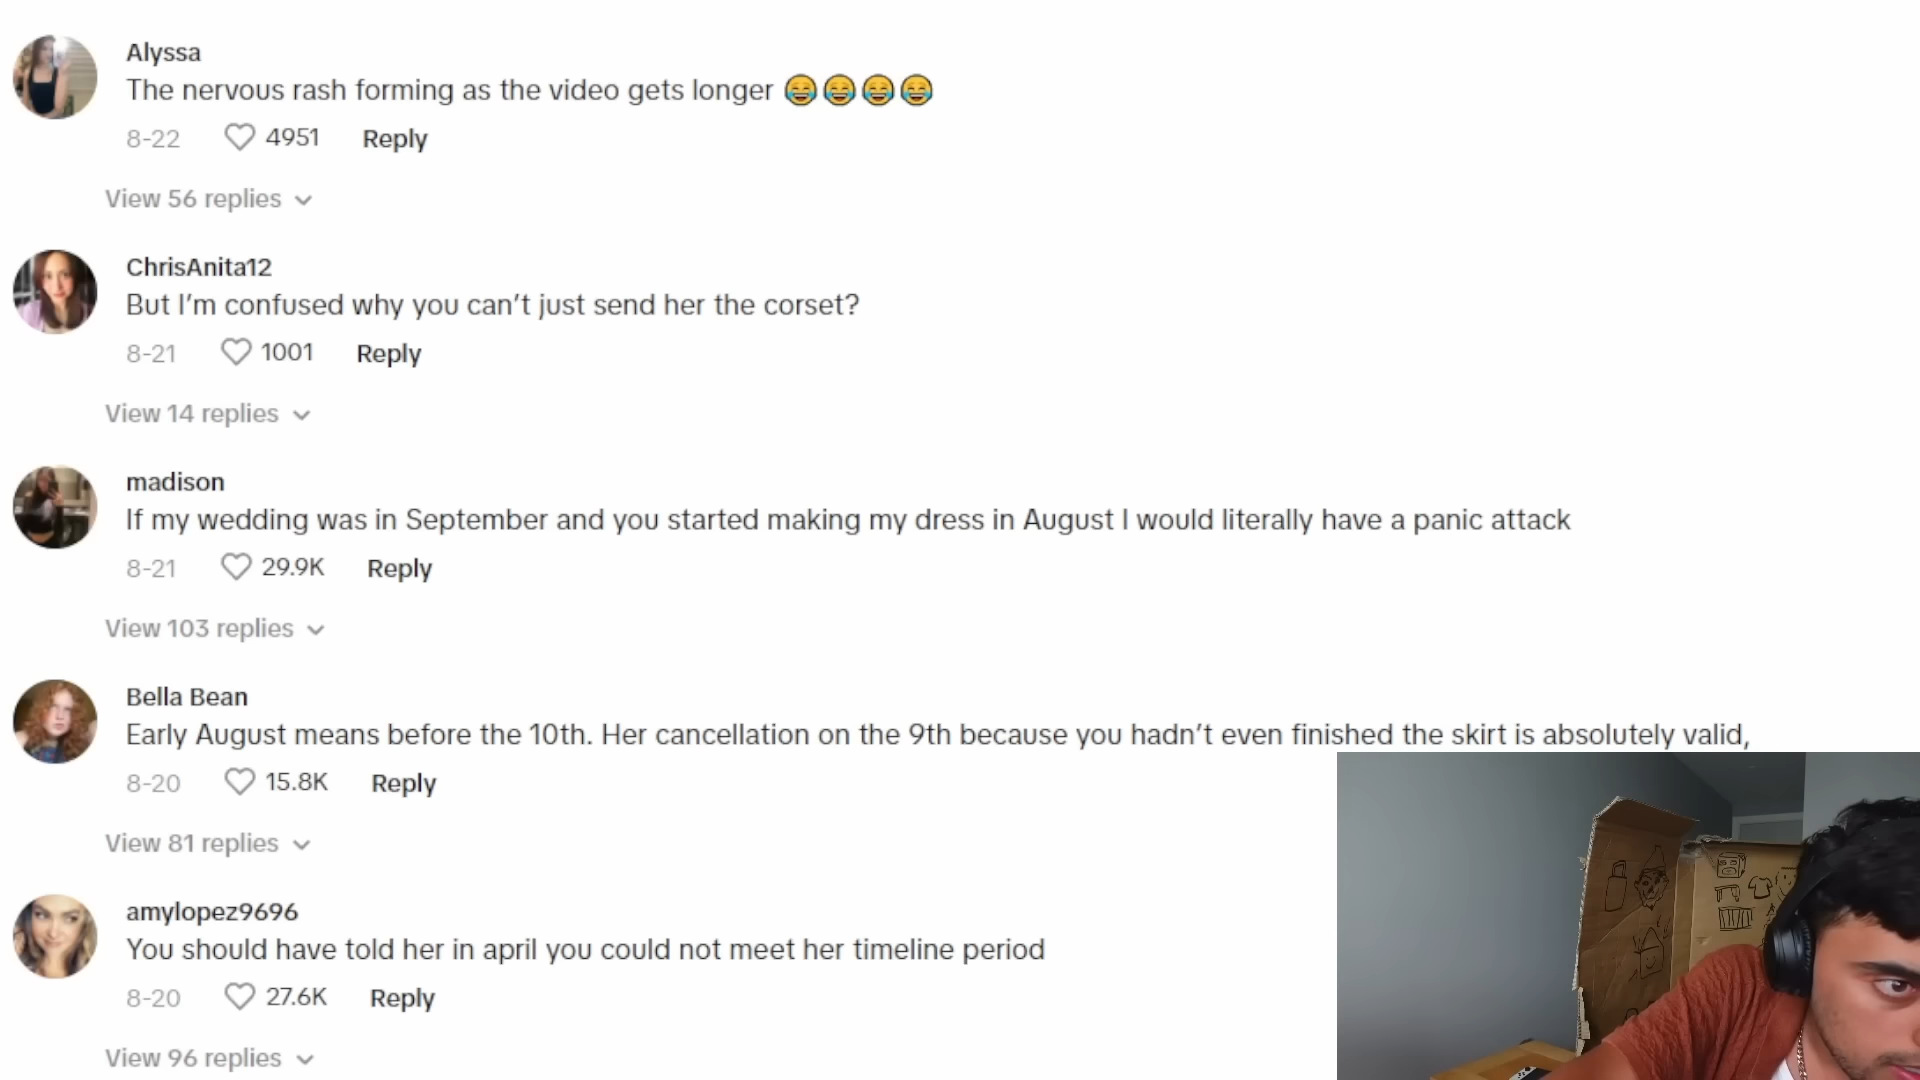 Alyssa
The nervous rash forming as the video gets longer 😂😂😂😂
8-22 4951 Reply
View 56 replies
ChrisAnita12
But I'm confused why you can't just send her the corset?
8-21 1001 Reply
View 14 replies
madison
If my wedding was in September and you started making my dress in August I would literally have a panic attack
8-21 29.9K Reply
View 103 replies
Bella Bean
Early August means before the 10th. Her cancellation on the 9th because you hadn't even finished the skirt is absolutely valid,
8-20 15.8K Reply
View 81 replies
amylopez9696
You should have told her in april you could not meet her timeline period
8-20 27.6K Reply
View 96 replies